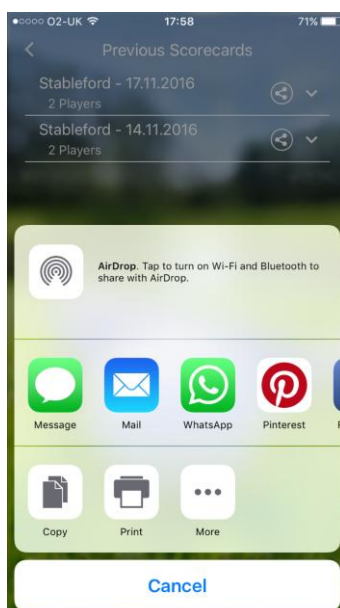 O2-UK 17:58 71%
Previous Scorecards
Stableford - 17.11.2016
2 Players
Stableford - 14.11.2016
2 Players
AirDrop. Tap to turn on Wi-Fi and Bluetooth to
share with AirDrop.
Message Mail WhatsApp Pinterest
Copy Print More
Cancel